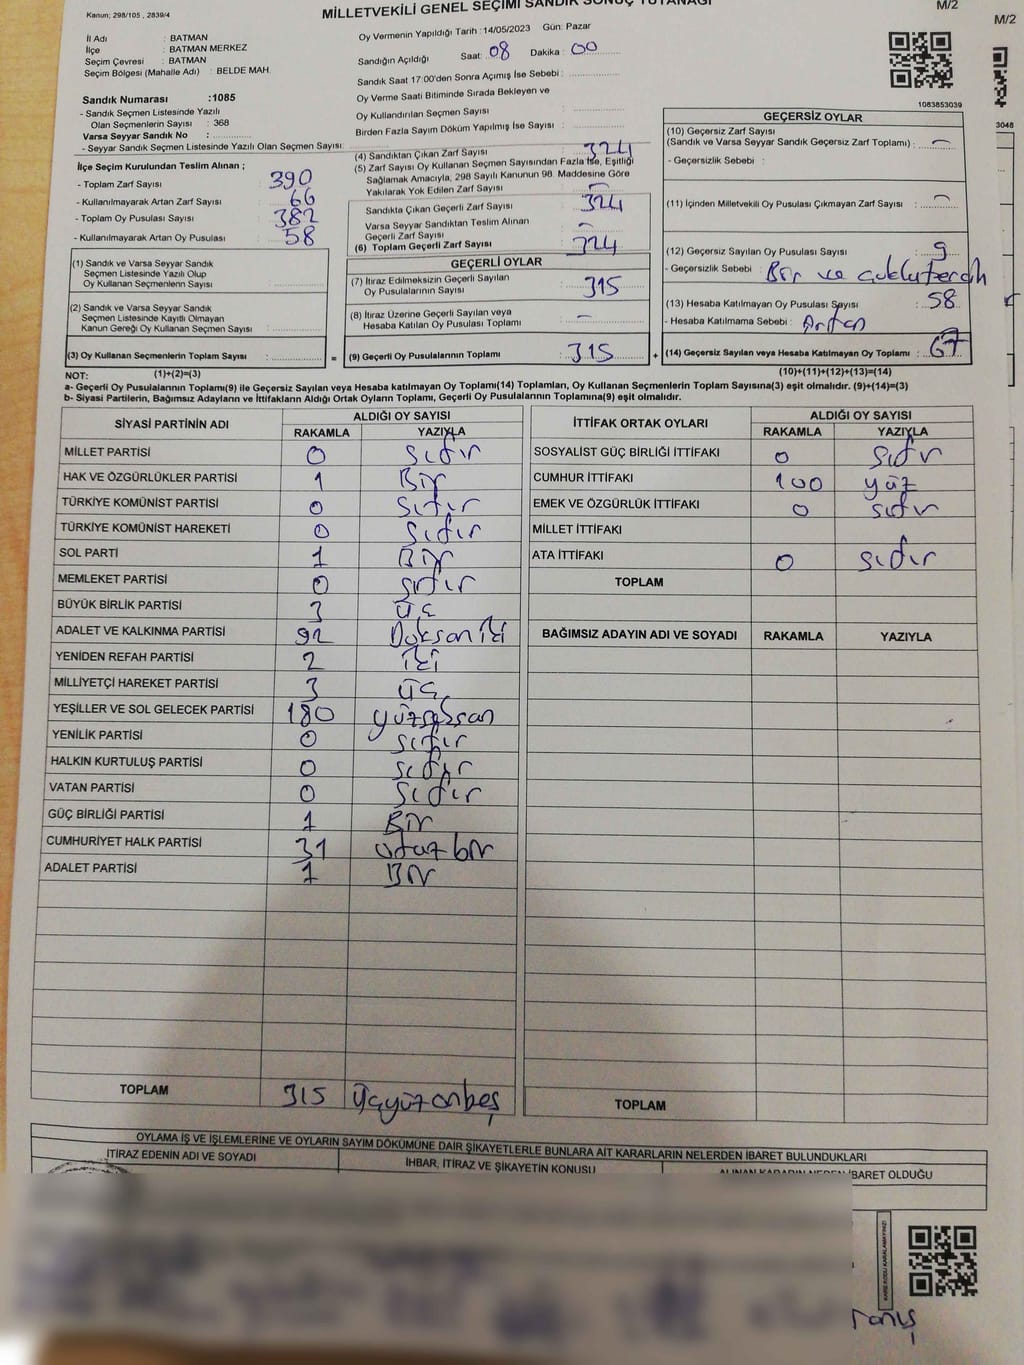 Kanun; 298/105 , 2839/4
MİLLETVEKİLİ GENEL SEÇİMİ SANDIK SONUÇ TUTANAĞI
M/2
M/2
İl Adı : BATMAN
İlçe : BATMAN MERKEZ
Seçim Çevresi : BATMAN
Seçim Bölgesi (Mahalle Adı) : BELDE MAH.
Sandık Numarası :1085
- Sandık Seçmen Listesinde Yazılı
Olan Seçmenlerin Sayısı : 368
Varsa Seyyar Sandık No :
- Seyyar Sandık Seçmen Listesinde Yazılı Olan Seçmen Sayısı:
Oy Vermenin Yapıldığı Tarih :14/05/2023 Gün: Pazar
Sandığın Açıldığı Saat: 08 Dakika : 00
Sandık Saat 17:00'den Sonra Açımış İse Sebebi :
Oy Verme Saati Bitiminde Sırada Bekleyen ve
Oy Kullandırılan Seçmen Sayısı :
Birden Fazla Sayım Döküm Yapılmış İse Sayısı :
1083853039
3046
İlçe Seçim Kurulundan Teslim Alınan ;
- Toplam Zarf Sayısı : 390
- Kullanılmayarak Artan Zarf Sayısı : 66
- Toplam Oy Pusulası Sayısı : 382
- Kullanılmayarak Artan Oy Pusulası : 58
(1) Sandık ve Varsa Seyyar Sandık
Seçmen Listesinde Yazılı Olup
Oy Kullanan Seçmenlerın Sayısı :
(2) Sandık ve Varsa Seyyar Sandık
Seçmen Listesinde Kayıtlı Olmayan
Kanun Gereği Oy Kullanan Seçmen Sayısı :
(3) Oy Kullanan Seçmenlerin Toplam Sayısı :
(4) Sandıktan Çıkan Zarf Sayısı : 324
(5) Zarf Sayısı Oy Kullanan Seçmen Sayısından Fazla İse, Eşitliği
Sağlamak Amacıyla, 298 Sayılı Kanunun 98. Maddesine Göre
Yakılarak Yok Edilen Zarf Sayısı : -
Sandıkta Çıkan Geçerli Zarf Sayısı : 324
Varsa Seyyar Sandıktan Teslim Alınan
Geçerli Zarf Sayısı : -
(6) Toplam Geçerli Zarf Sayısı : 324
GEÇERLİ OYLAR
(7) İtiraz Edilmeksizin Geçerli Sayılan
Oy Pusulalarının Sayısı : 315
(8) İtiraz Üzerine Geçerli Sayılan veya
Hesaba Katılan Oy Pusulası Toplamı : -
= (9) Geçerli Oy Pusulalarının Toplamı : 315 +
GEÇERSİZ OYLAR
(10) Geçersiz Zarf Sayısı
(Sandık ve Varsa Seyyar Sandık Geçersiz Zarf Toplamı) : -
- Geçersizlik Sebebi :
(11) İçinden Milletvekili Oy Pusulası Çıkmayan Zarf Sayısı : -
(12) Geçersiz Sayılan Oy Pusulası Sayısı : 9
- Geçersizlik Sebebi : Bir ve
(13) Hesaba Katılmayan Oy Pusulası Sayısı : 58
- Hesaba Katılmama Sebebi : Artan
(14) Geçersiz Sayılan veya Hesaba Katılmayan Oy Toplamı : 67
NOT: (1)+(2)=(3)
(10)+(11)+(12)+(13)=(14)
a- Geçerli Oy Pusulalarının Toplamı(9) ile Geçersiz Sayılan veya Hesaba katılmayan Oy Toplamı(14) Toplamları, Oy Kullanan Seçmenlerin Toplam Sayısına(3) eşit olmalıdır. (9)+(14)=(3)
b- Siyasi Partilerin, Bağımsız Adayların ve İttifakların Aldığı Ortak Oyların Toplamı, Geçerli Oy Pusulalarının Toplamına(9) eşit olmalıdır.
SİYASİ PARTİNİN ADI ALDIĞI OY SAYISI
RAKAMLA YAZIYLA
MİLLET PARTİSİ 0 sıfır
HAK VE ÖZGÜRLÜKLER PARTİSİ 1 Bir
TÜRKİYE KOMÜNİST PARTİSİ 0 sıfır
TÜRKİYE KOMÜNİST HAREKETİ 0 sıfır
SOL PARTİ 1 Bir
MEMLEKET PARTİSİ 0 sıfır
BÜYÜK BİRLİK PARTİSİ 3 üç
ADALET VE KALKINMA PARTİSİ 92 Doksan iki
YENİDEN REFAH PARTİSİ 2 iki
MİLLİYETÇİ HAREKET PARTİSİ 3 üç
YEŞİLLER VE SOL GELECEK PARTİSİ 180 yüzseksan
YENİLİK PARTİSİ 0 sıfır
HALKIN KURTULUŞ PARTİSİ 0 sıfır
VATAN PARTİSİ 0 sıfır
GÜÇ BİRLİĞİ PARTİSİ 1 Bir
CUMHURİYET HALK PARTİSİ 31 otuz bir
ADALET PARTİSİ 1 Bir
TOPLAM 315 üçyüzonbeş
İTTİFAK ORTAK OYLARI ALDIĞI OY SAYISI
RAKAMLA YAZIYLA
SOSYALIST GÜÇ BİRLİĞİ İTTİFAKI 0 sıfır
CUMHUR İTTİFAKI 100 yüz
EMEK VE ÖZGÜRLÜK İTTİFAKI 0 sıfır
MİLLET İTTİFAKI
ATA İTTİFAKI 0 sıfır
TOPLAM
BAĞIMSIZ ADAYIN ADI VE SOYADI RAKAMLA YAZIYLA
TOPLAM
OYLAMA İŞ VE İŞLEMLERİNE VE OYLARIN SAYIM DÖKÜMÜNE DAİR ŞİKAYETLERLE BUNLARA AİT KARARLARIN NELERDEN İBARET BULUNDUKLARI
İTİRAZ EDENİN ADI VE SOYADI İHBAR, İTİRAZ VE ŞİKAYETİN KONUSU ALINAN KARARIN NEDEN İBARET OLDUĞU
KARE KODU KARALAMAYINIZ!